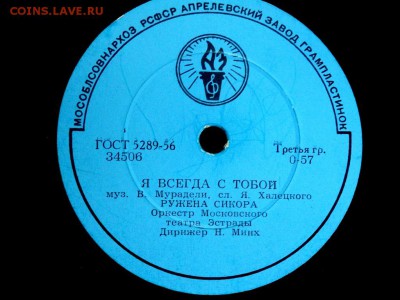 COINS.LAVE.RU
МОСОБЛСОВНАРХОЗ РСФСР АПРЕЛЕВСКИЙ ЗАВОД ГРАМПЛАСТИНОК
АЗ
ГОСТ 5289-56
34506
Третья гр.
0-57
Я ВСЕГДА С ТОБОЙ
муз. В. Мурадели, сл. Я. Халецкого
РУЖЕНА СИКОРА
Оркестр Московского
театра Эстрады
Дирижер Н. Минх